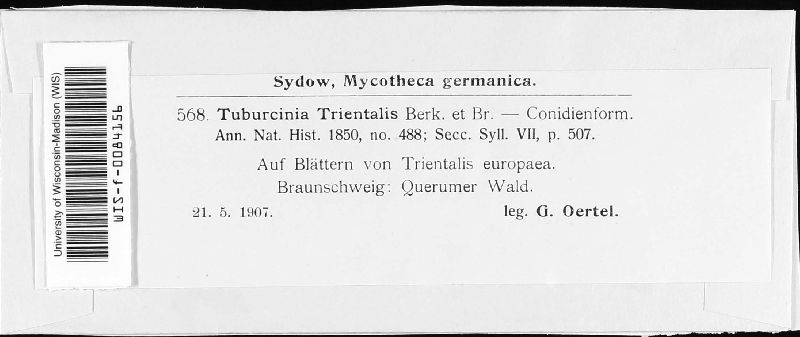 Sydow, Mycotheca germanica.
568. Tuburcinia Trientalis Berk. et Br. — Conidienform.
Ann. Nat. Hist. 1850, no. 488; Secc. Syll. VII, p. 507.
Auf Blättern von Trientalis europaea.
Braunschweig: Querumer Wald.
21. 5. 1907. leg. G. Oertel.
University of Wisconsin-Madison (WIS)
WIS-f-0084156